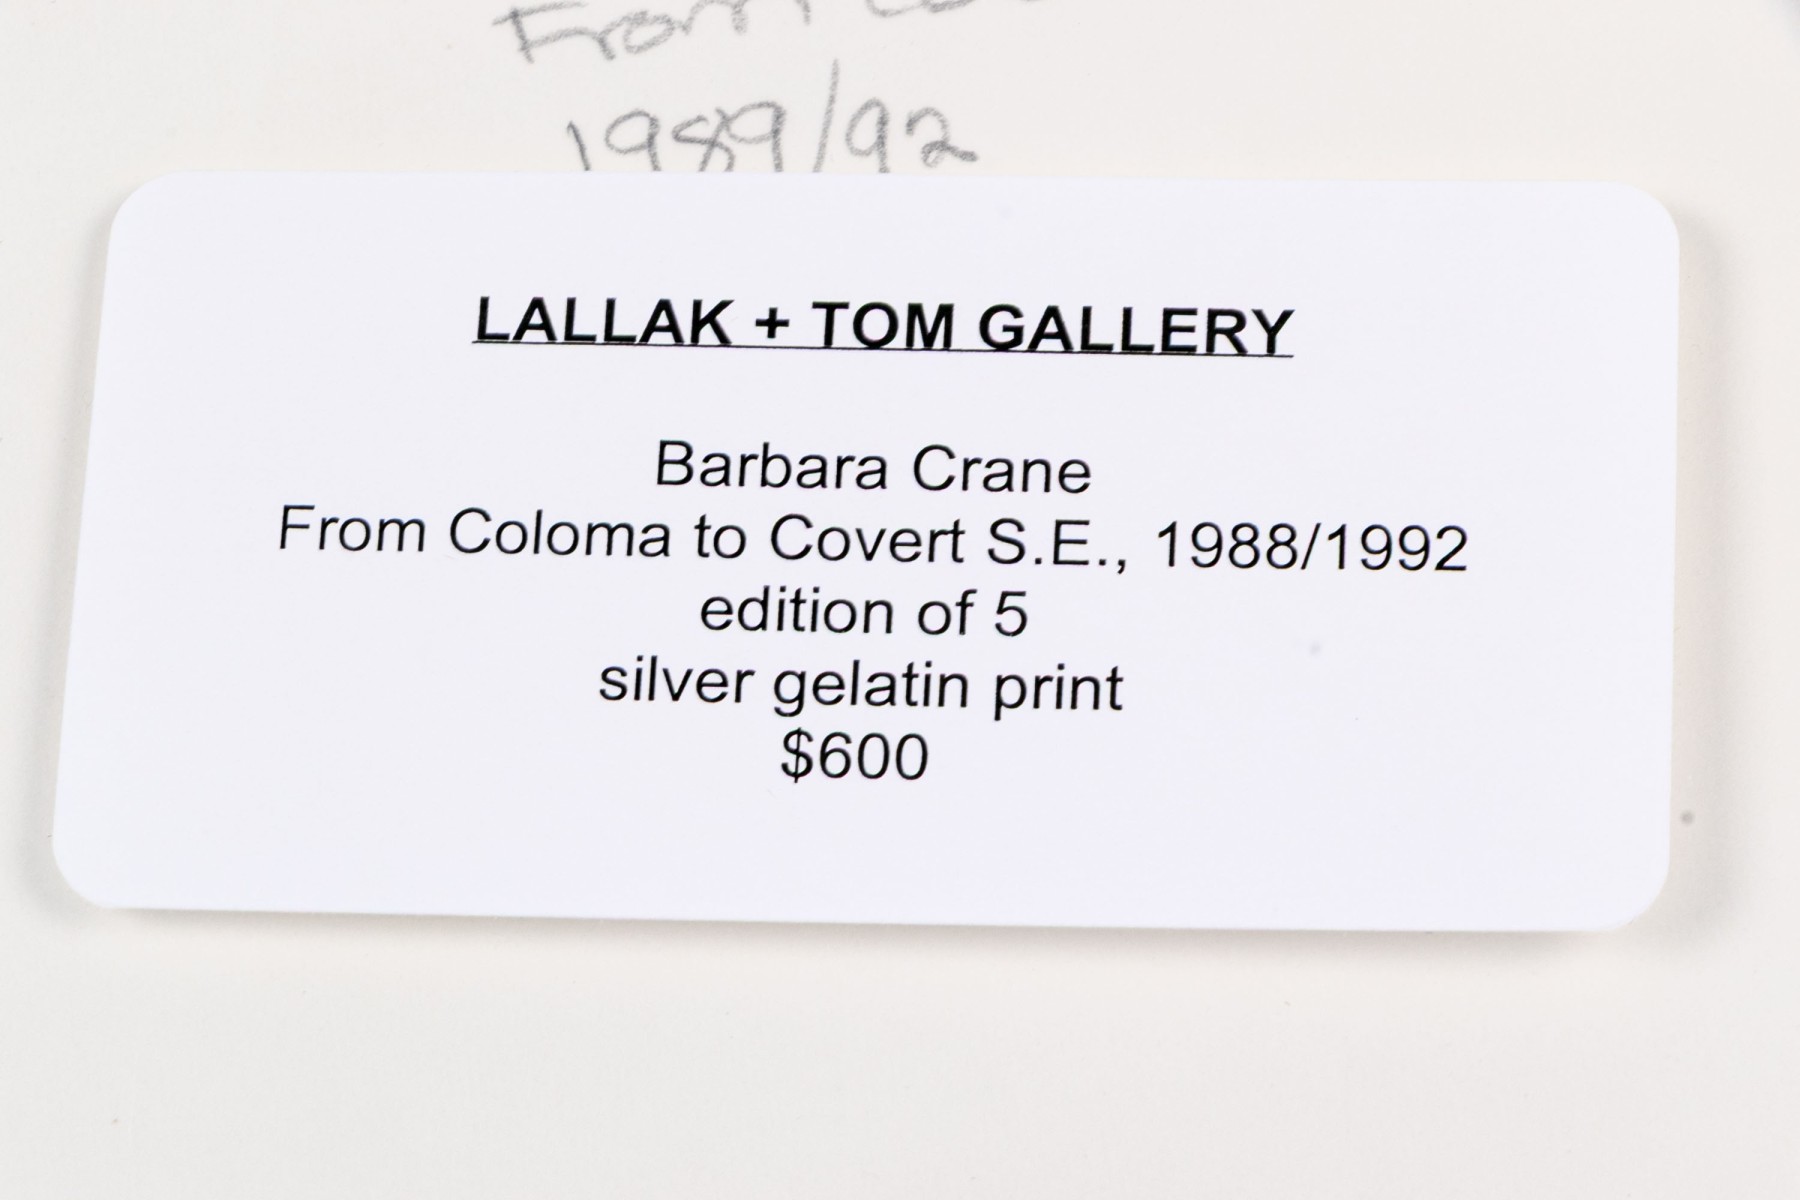 From
1989/92
LALLAK + TOM GALLERY
Barbara Crane
From Coloma to Covert S.E., 1988/1992
edition of 5
silver gelatin print
$600